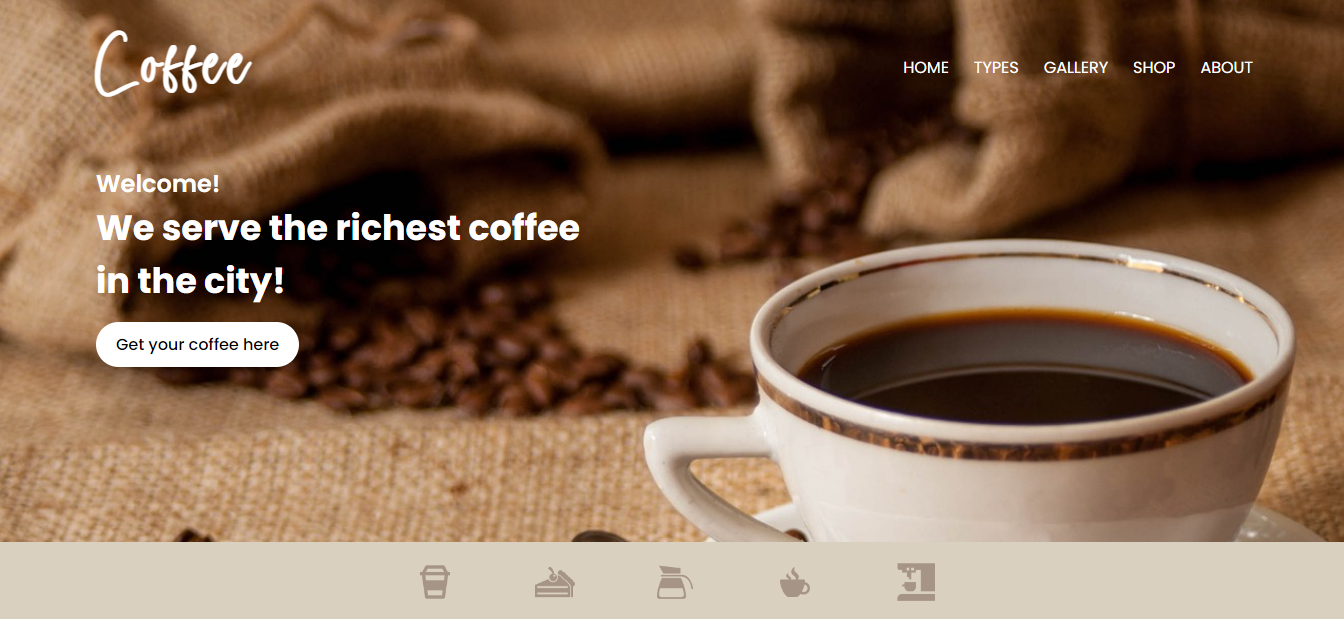 Coffee
HOME TYPES GALLERY SHOP ABOUT
Welcome!
We serve the richest coffee
in the city!
Get your coffee here